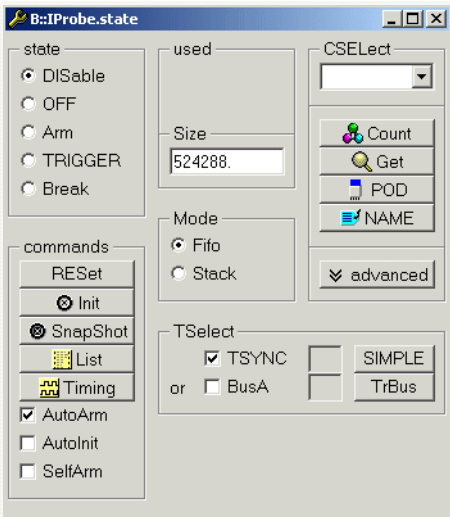 B::IProbe.state
state
DISable
OFF
Arm
TRIGGER
Break
commands
RESet
Init
SnapShot
List
Timing
AutoArm
AutoInit
SelfArm
used
Size
524288.
Mode
Fifo
Stack
CSELect
Count
Get
POD
NAME
advanced
TSelect
TSYNC SIMPLE
or BusA TrBus